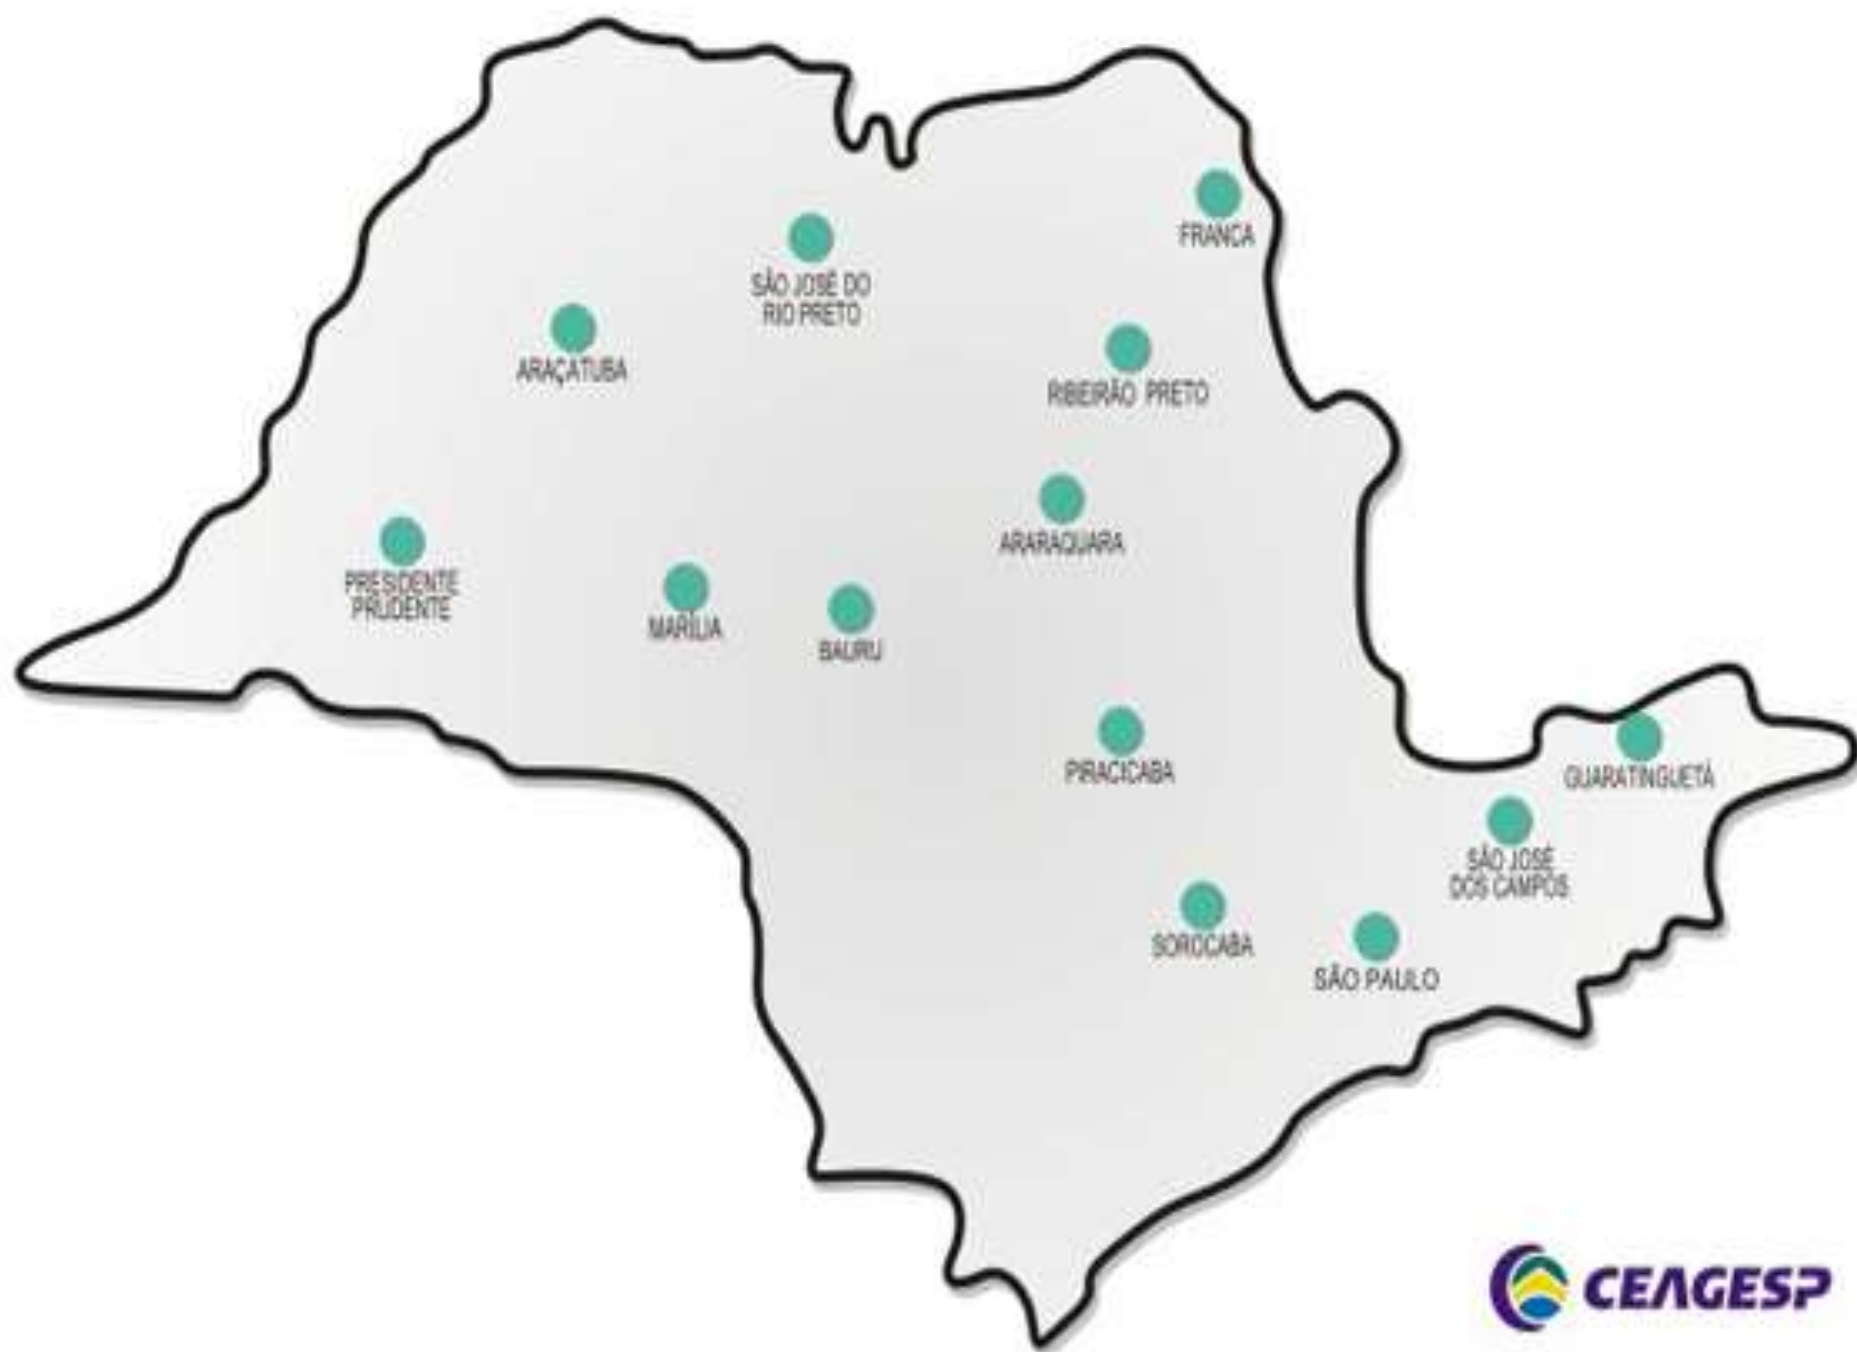 FRANCA
SÃO JOSÉ DO
RIO PRETO
ARAÇATUBA
RIBEIRÃO PRETO
ARARAQUARA
PRESIDENTE
PRUDENTE
MARÍLIA
BAURU
PIRACICABA
GUARATINGUETÁ
SÃO JOSÉ
DOS CAMPOS
SOROCABA
SÃO PAULO
CEAGESP